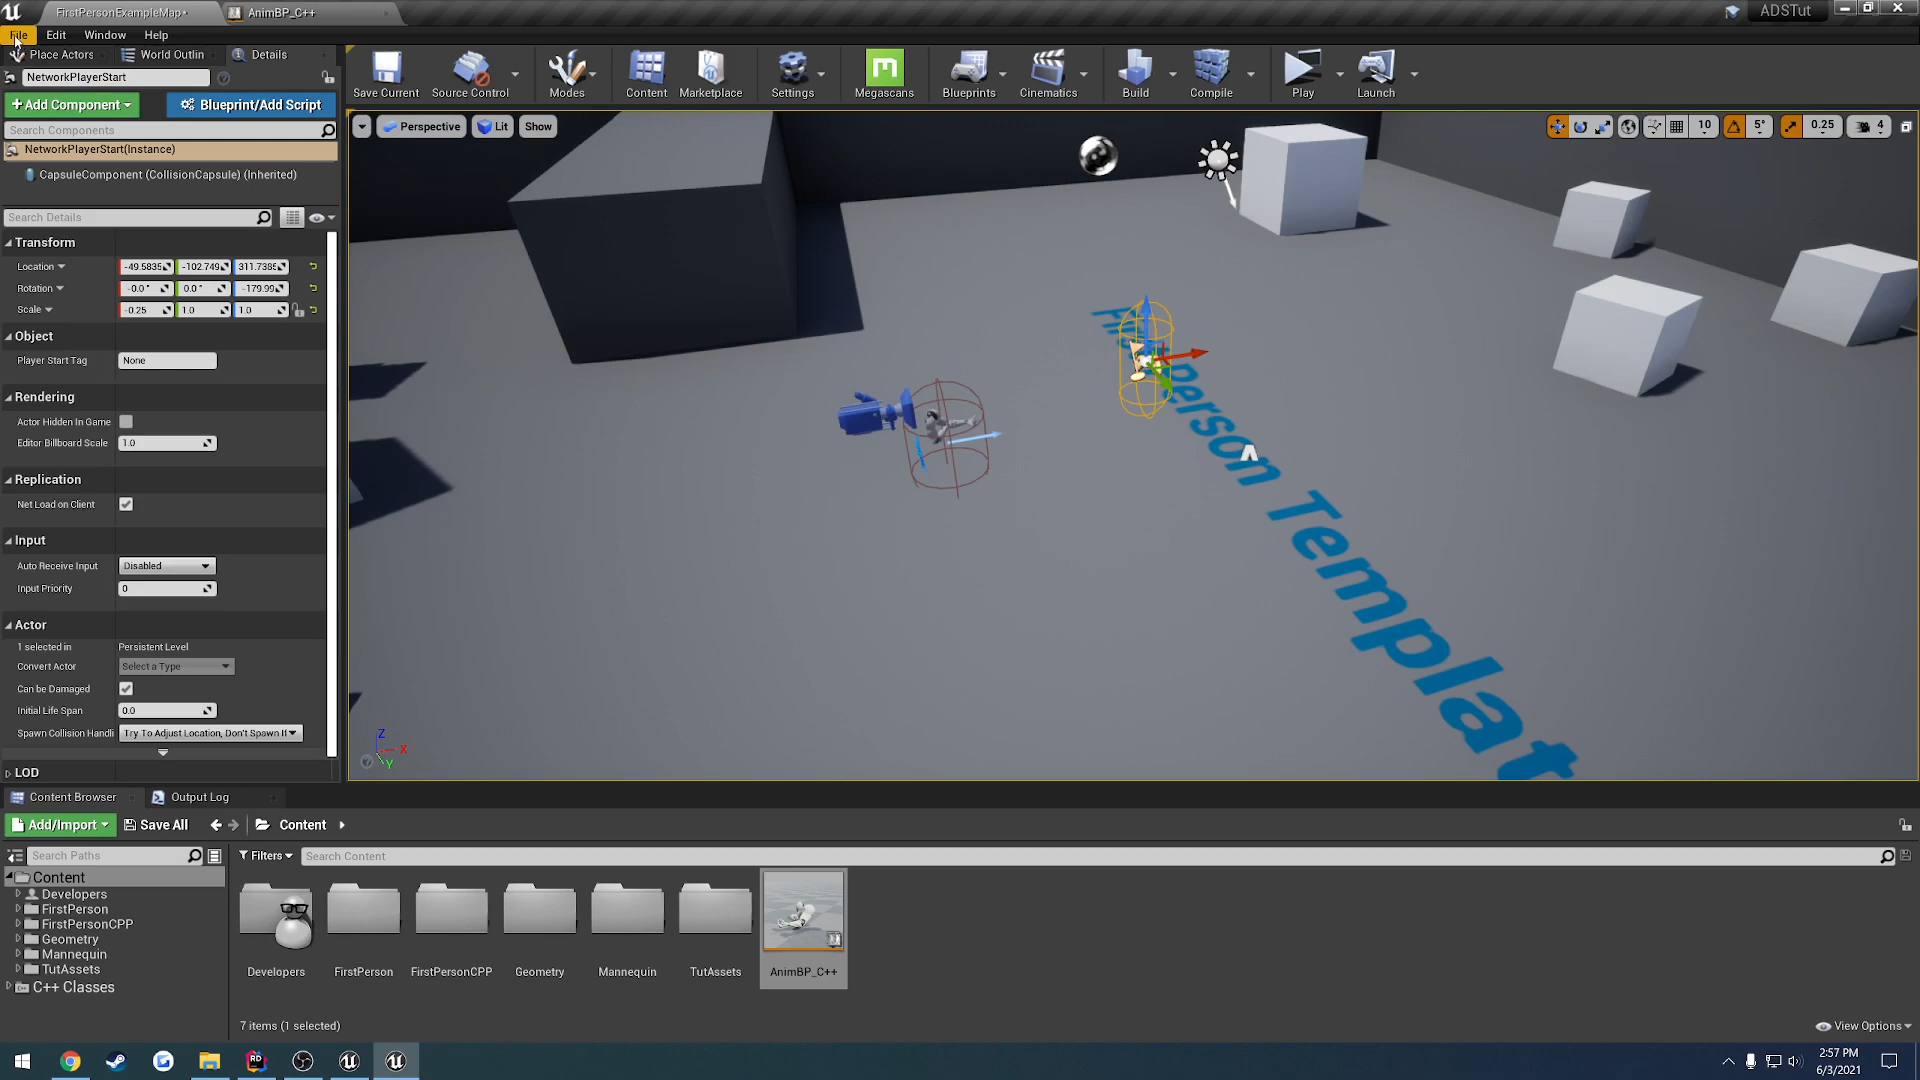 FirstPersonExampleMap*
AnimBP_C++
ADSTut
File Edit Window Help
Place Actors World Outlin Details
NetworkPlayerStart
+Add Component
Blueprint/Add Script
Search Components
NetworkPlayerStart(Instance)
CapsuleComponent (CollisionCapsule) (Inherited)
Search Details
Transform
Location -49.5835 -102.749 311.7385
Rotation -0.0° 0.0° -179.99
Scale -0.25 1.0 1.0
Object
Player Start Tag None
Rendering
Actor Hidden In Game
Editor Billboard Scale 1.0
Replication
Net Load on Client
Input
Auto Receive Input Disabled
Input Priority 0
Actor
1 selected in Persistent Level
Convert Actor Select a Type
Can be Damaged
Initial Life Span 0.0
Spawn Collision Handli Try To Adjust Location, Don't Spawn If
LOD
Save Current Source Control Modes Content Marketplace Settings Megascans Blueprints Cinematics Build Compile Play Launch
Perspective Lit Show
10 5° 0.25 4
Person Templat
Z
X
Y
Content Browser Output Log
Add/Import Save All Content
Search Paths
Filters Search Content
Content
Developers
FirstPerson
FirstPersonCPP
Geometry
Mannequin
TutAssets
C++ Classes
Developers FirstPerson FirstPersonCPP Geometry Mannequin TutAssets AnimBP_C++
7 items (1 selected)
View Options
2:57 PM
6/3/2021